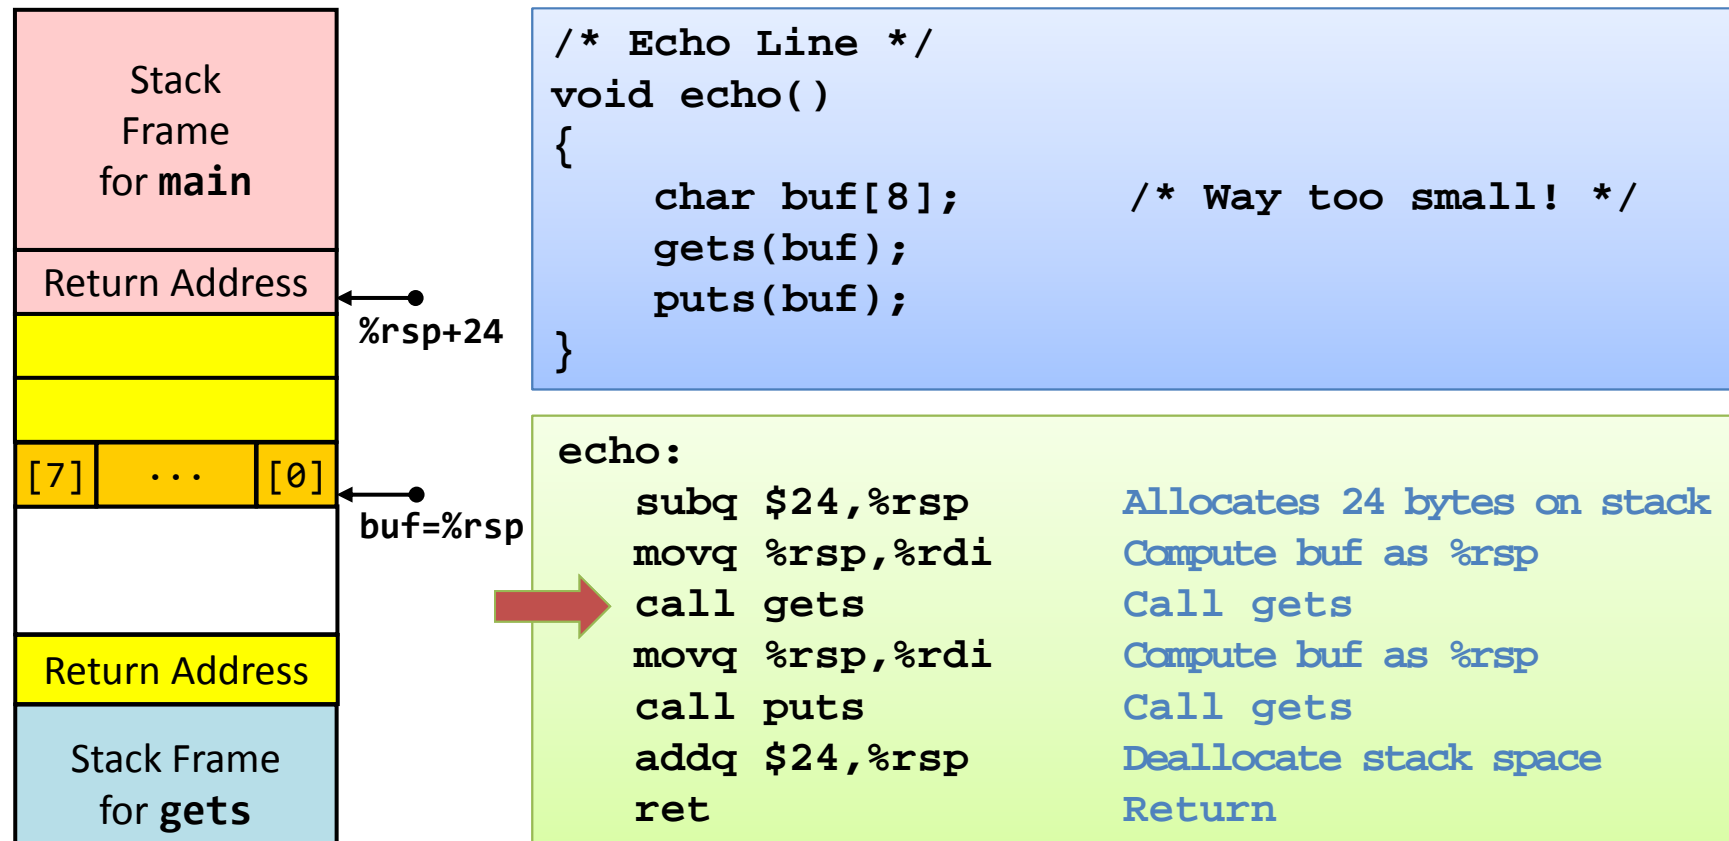 Stack
Frame
for main
Return Address
%rsp+24
[7] ... [0]
buf=%rsp
Return Address
Stack Frame
for gets
/* Echo Line */
void echo()
{
    char buf[8];      /* Way too small! */
    gets(buf);
    puts(buf);
}
echo:
subq $24,%rsp    Allocates 24 bytes on stack
movq %rsp,%rdi    Compute buf as %rsp
call gets    Call gets
movq %rsp,%rdi    Compute buf as %rsp
call puts    Call gets
addq $24,%rsp    Deallocate stack space
ret    Return